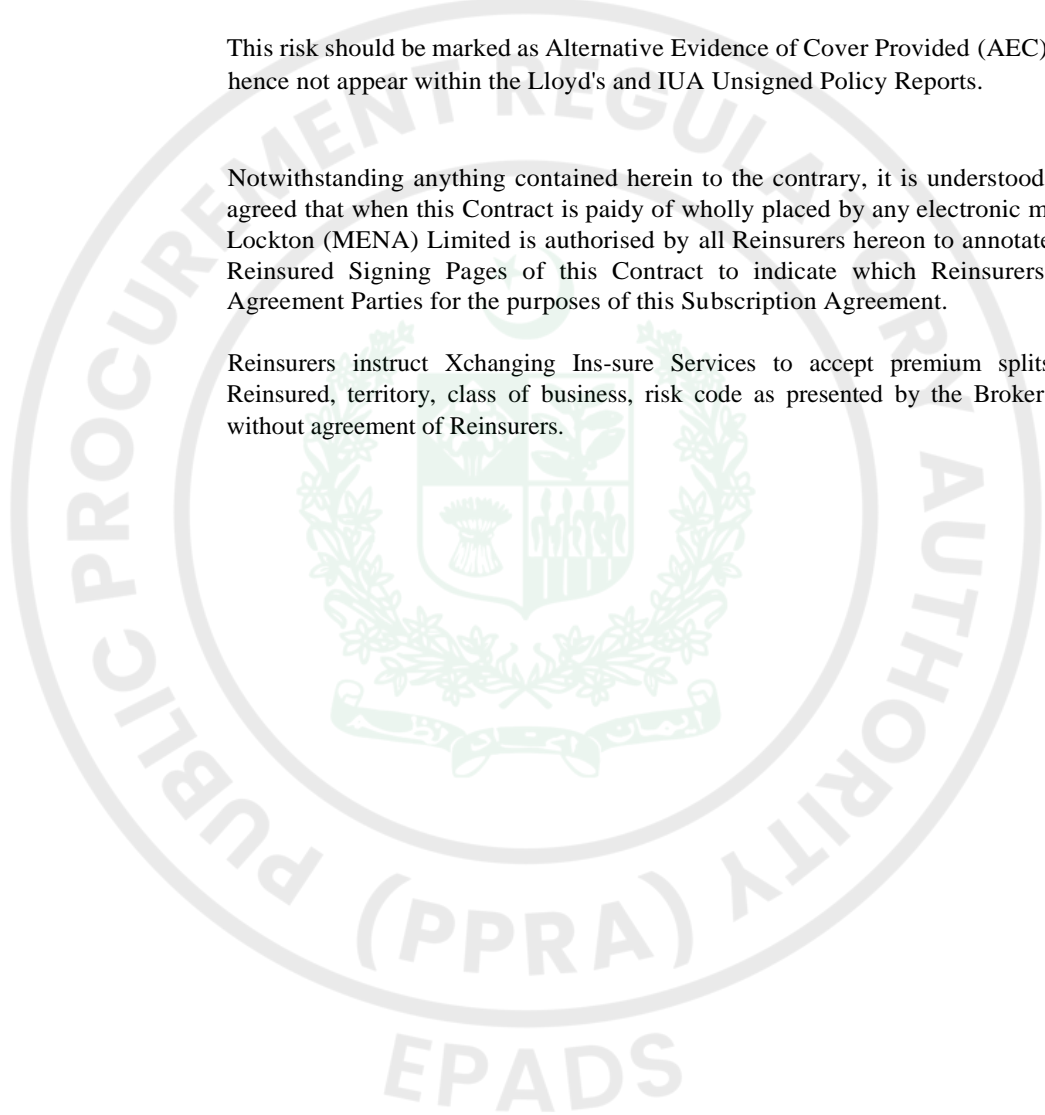 This risk should be marked as Alternative Evidence of Cover Provided (AEC)
hence not appear within the Lloyd's and IUA Unsigned Policy Reports.
Notwithstanding anything contained herein to the contrary, it is understood
agreed that when this Contract is paidy of wholly placed by any electronic m
Lockton (MENA) Limited is authorised by all Reinsurers hereon to annotate
Reinsured Signing Pages of this Contract to indicate which Reinsurers
Agreement Parties for the purposes of this Subscription Agreement.
Reinsurers instruct Xchanging Ins-sure Services to accept premium splits
Reinsured, territory, class of business, risk code as presented by the Broker
without agreement of Reinsurers.
PUBLIC PROCUREMENT REGULATORY AUTHORITY
(PPRA)
EPADS